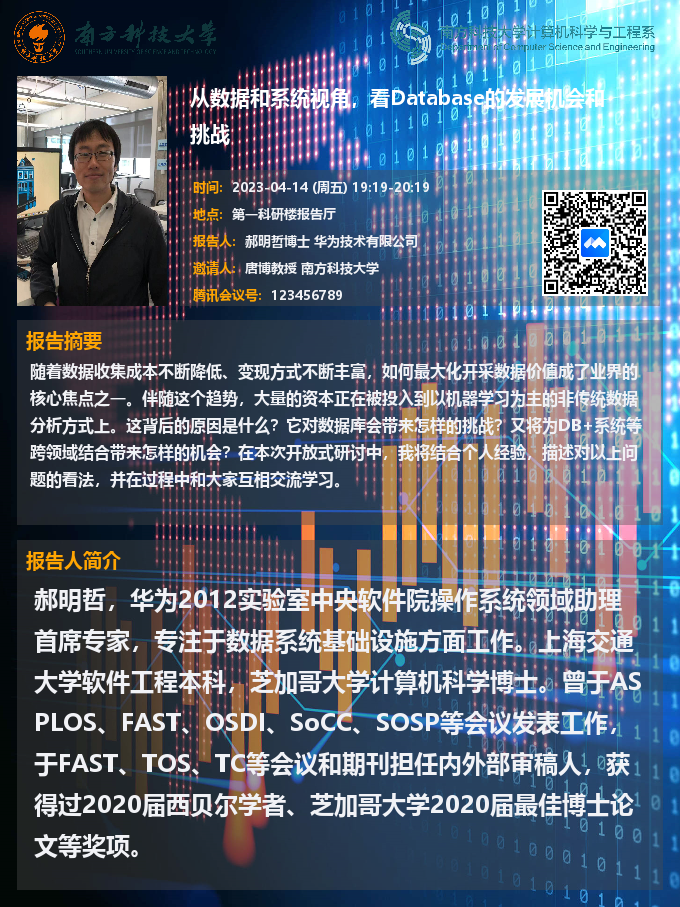 南方科技大学
SOUTHERN UNIVERSITY OF SCIENCE AND TECHNOLOGY
南方科技大学计算机科学与工程系
Department of Computer Science and Engineering
从数据和系统视角，看Database的发展机会和
挑战
时间：2023-04-14 (周五) 19:19-20:19
地点：第一科研楼报告厅
报告人：郝明哲博士 华为技术有限公司
邀请人：唐博教授 南方科技大学
腾讯会议号：123456789
报告摘要
随着数据收集成本不断降低、变现方式不断丰富，如何最大化开采数据价值成了业界的
核心焦点之一。伴随这个趋势，大量的资本正在被投入到以机器学习为主的非传统数据
分析方式上。这背后的原因是什么？它对数据库会带来怎样的挑战？又将为DB+系统等
跨领域结合带来怎样的机会？在本次开放式研讨中，我将结合个人经验，描述对以上问
题的看法，并在过程中和大家互相交流学习。
报告人简介
郝明哲，华为2012实验室中央软件院操作系统领域助理
首席专家，专注于数据系统基础设施方面工作。上海交通
大学软件工程本科，芝加哥大学计算机科学博士。曾于AS
PLOS、FAST、OSDI、SoCC、SOSP等会议发表工作，
于FAST、TOS、TC等会议和期刊担任内外部审稿人，获
得过2020届西贝尔学者、芝加哥大学2020届最佳博士论
文等奖项。